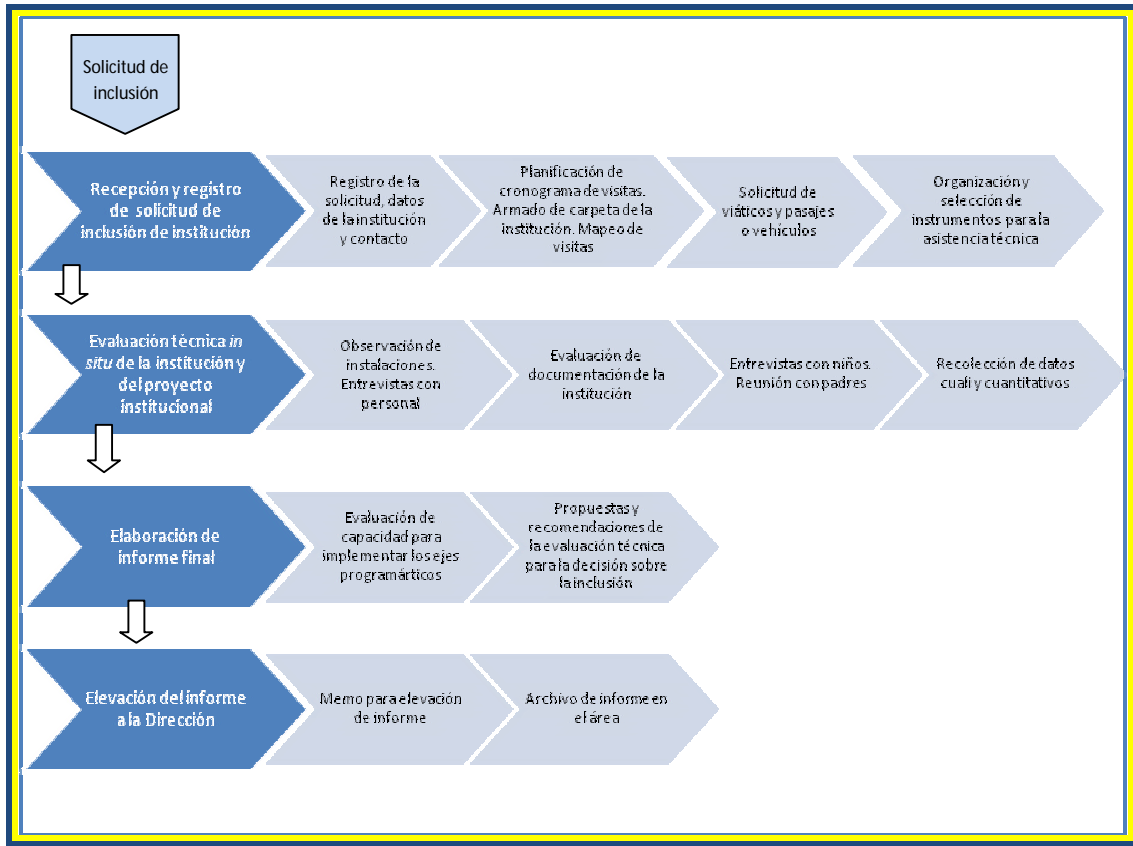 Solicitud de
inclusión
Recepción y registro
de solicitud de
inclusión de institución
Registro de la
solicitud, datos
de la institución
y contacto
Planificación de
cronograma de visitas.
Armado de carpeta de la
institución. Mapeo de
visitas
Solicitud de
viáticos y pasajes
o vehículos
Organización y
selección de
instrumentos para la
asistencia técnica
Evaluación técnica in
situ de la institución y
del proyecto
institucional
Observación de
instalaciones.
Entrevistas con
personal
Evaluación de
documentación de la
institución
Entrevistas con niños.
Reunión con padres
Recolección de datos
cuali y cuantitativos
Elaboración de
informe final
Evaluación de
capacidad para
implementar los ejes
programárticos
Propuestas y
recomendaciones de
la evaluación técnica
para la decisión sobre
la inclusión
Elevación del informe
a la Dirección
Memo para elevación
de informe
Archivo de informe en
el área